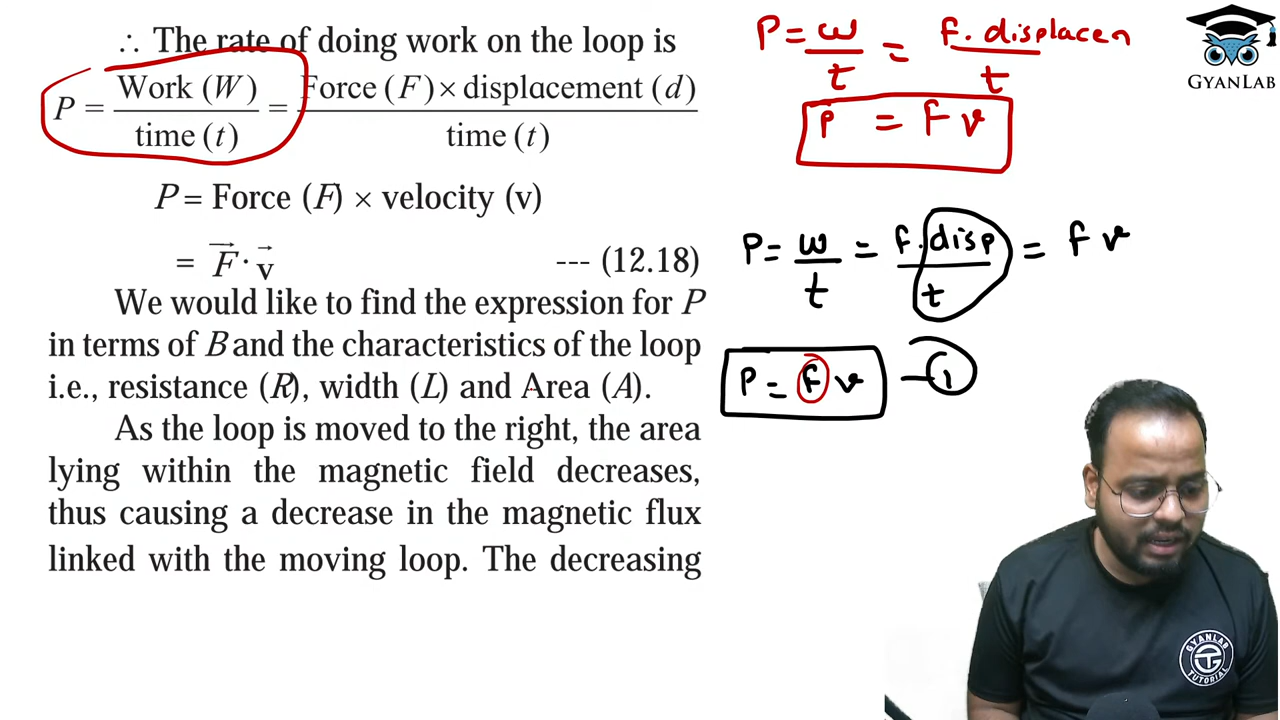 ∴ The rate of doing work on the loop is
P = Work (W) / time (t) = Force (F) × displacement (d) / time (t)
P = Force (F) × velocity (v)
= F⃗ · v⃗ --- (12.18)
We would like to find the expression for P
in terms of B and the characteristics of the loop
i.e., resistance (R), width (L) and Area (A).
As the loop is moved to the right, the area
lying within the magnetic field decreases,
thus causing a decrease in the magnetic flux
linked with the moving loop. The decreasing
P = w / t = f. displacen / t
P = F v
P = w / t = f. disp / t = f v
P = f v — 1
GYANLAB
GYANLAB
TUTORIAL